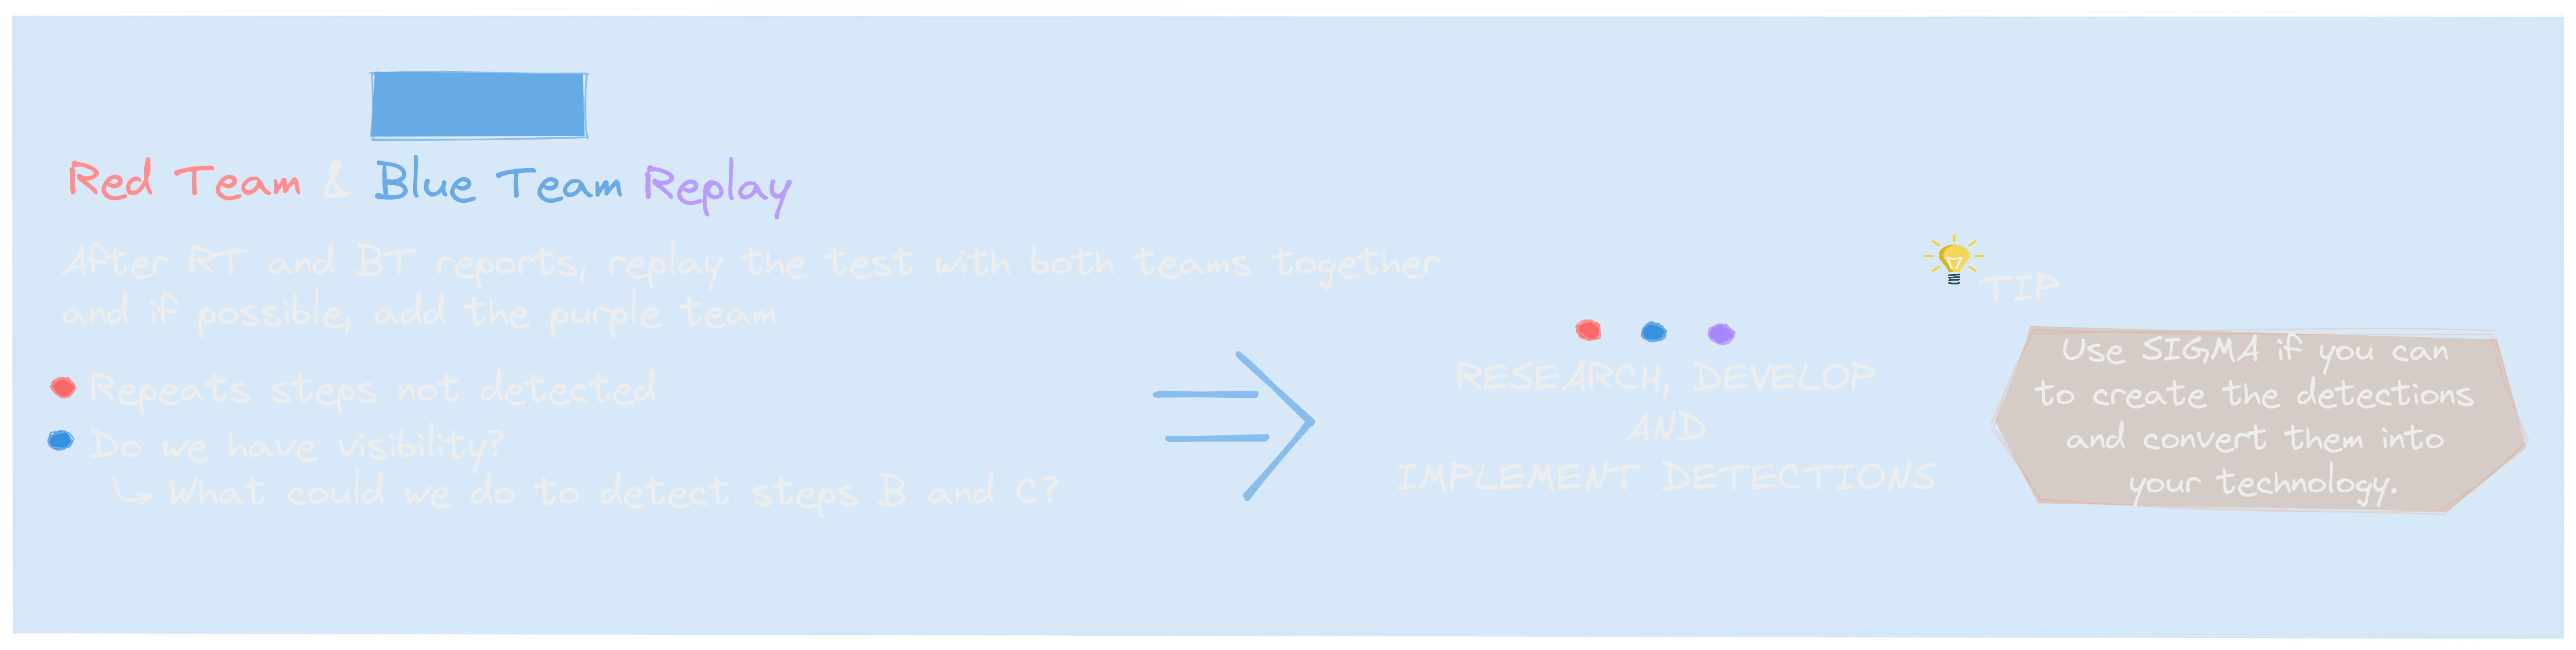 Red Team & Blue Team Replay
After RT and BT reports, replay the test with both teams together
and if possible, add the purple team
Repeats steps not detected
Do we have visibility?
What could we do to detect steps B and C?
RESEARCH, DEVELOP
AND
IMPLEMENT DETECTIONS
TIP
Use SIGMA if you can
to create the detections
and convert them into
your technology.